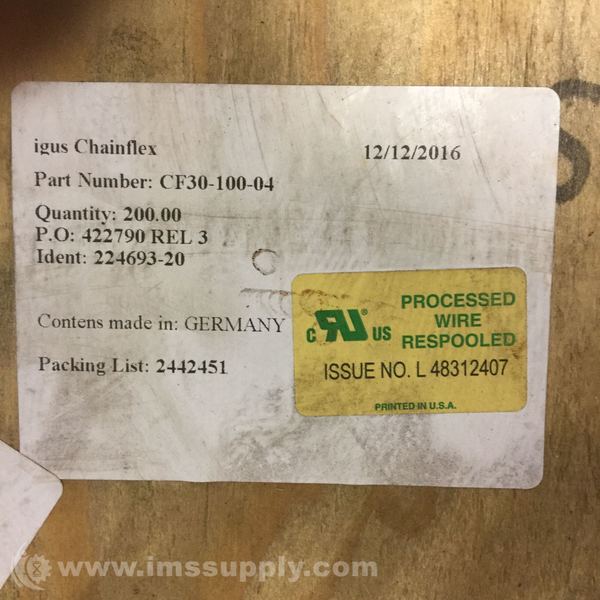 igus Chainflex 12/12/2016
Part Number: CF30-100-04
Quantity: 200.00
P.O: 422790 REL 3
Ident: 224693-20
Contens made in: GERMANY
Packing List: 2442451
c RU® US
PROCESSED
WIRE
RESPOOLED
ISSUE NO. L 48312407
PRINTED IN U.S.A.
www.imssupply.com